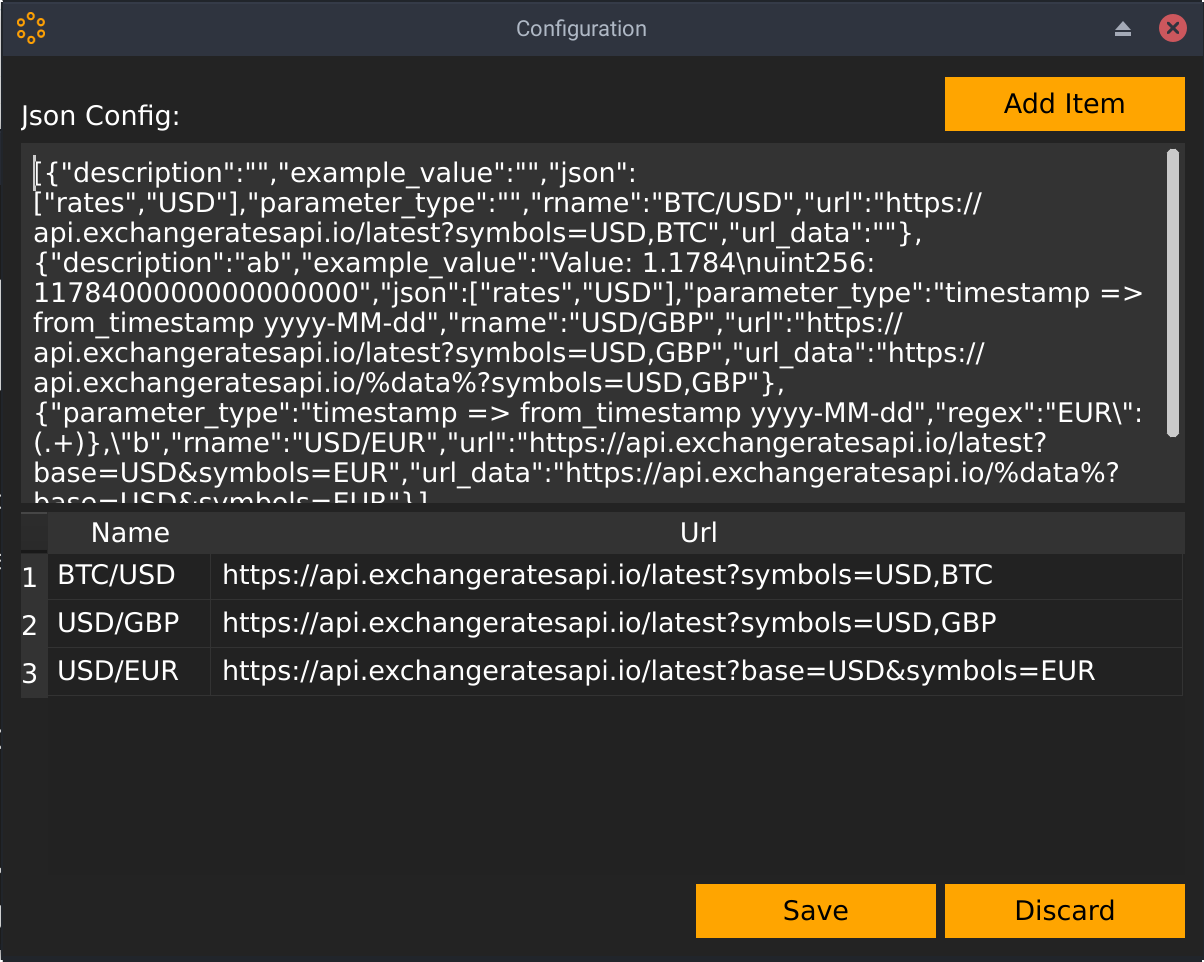 Configuration
Json Config:
Add Item
[{"description":"","example_value":"","json":
["rates","USD"],"parameter_type":"","rname":"BTC/USD","url":"https://
api.exchangeratesapi.io/latest?symbols=USD,BTC","url_data":""},
{"description":"ab","example_value":"Value: 1.1784\nuint256:
1178400000000000000","json":["rates","USD"],"parameter_type":"timestamp =>
from_timestamp yyyy-MM-dd","rname":"USD/GBP","url":"https://
api.exchangeratesapi.io/latest?symbols=USD,GBP","url_data":"https://
api.exchangeratesapi.io/%data%?symbols=USD,GBP"},
{"parameter_type":"timestamp => from_timestamp yyyy-MM-dd","regex":"EUR\":
(.+)},\"b","rname":"USD/EUR","url":"https://api.exchangeratesapi.io/latest?
base=USD&symbols=EUR","url_data":"https://api.exchangeratesapi.io/%data%?
base=USD&symbols=EUR"}]
Name Url
1 BTC/USD https://api.exchangeratesapi.io/latest?symbols=USD,BTC
2 USD/GBP https://api.exchangeratesapi.io/latest?symbols=USD,GBP
3 USD/EUR https://api.exchangeratesapi.io/latest?base=USD&symbols=EUR
Save Discard